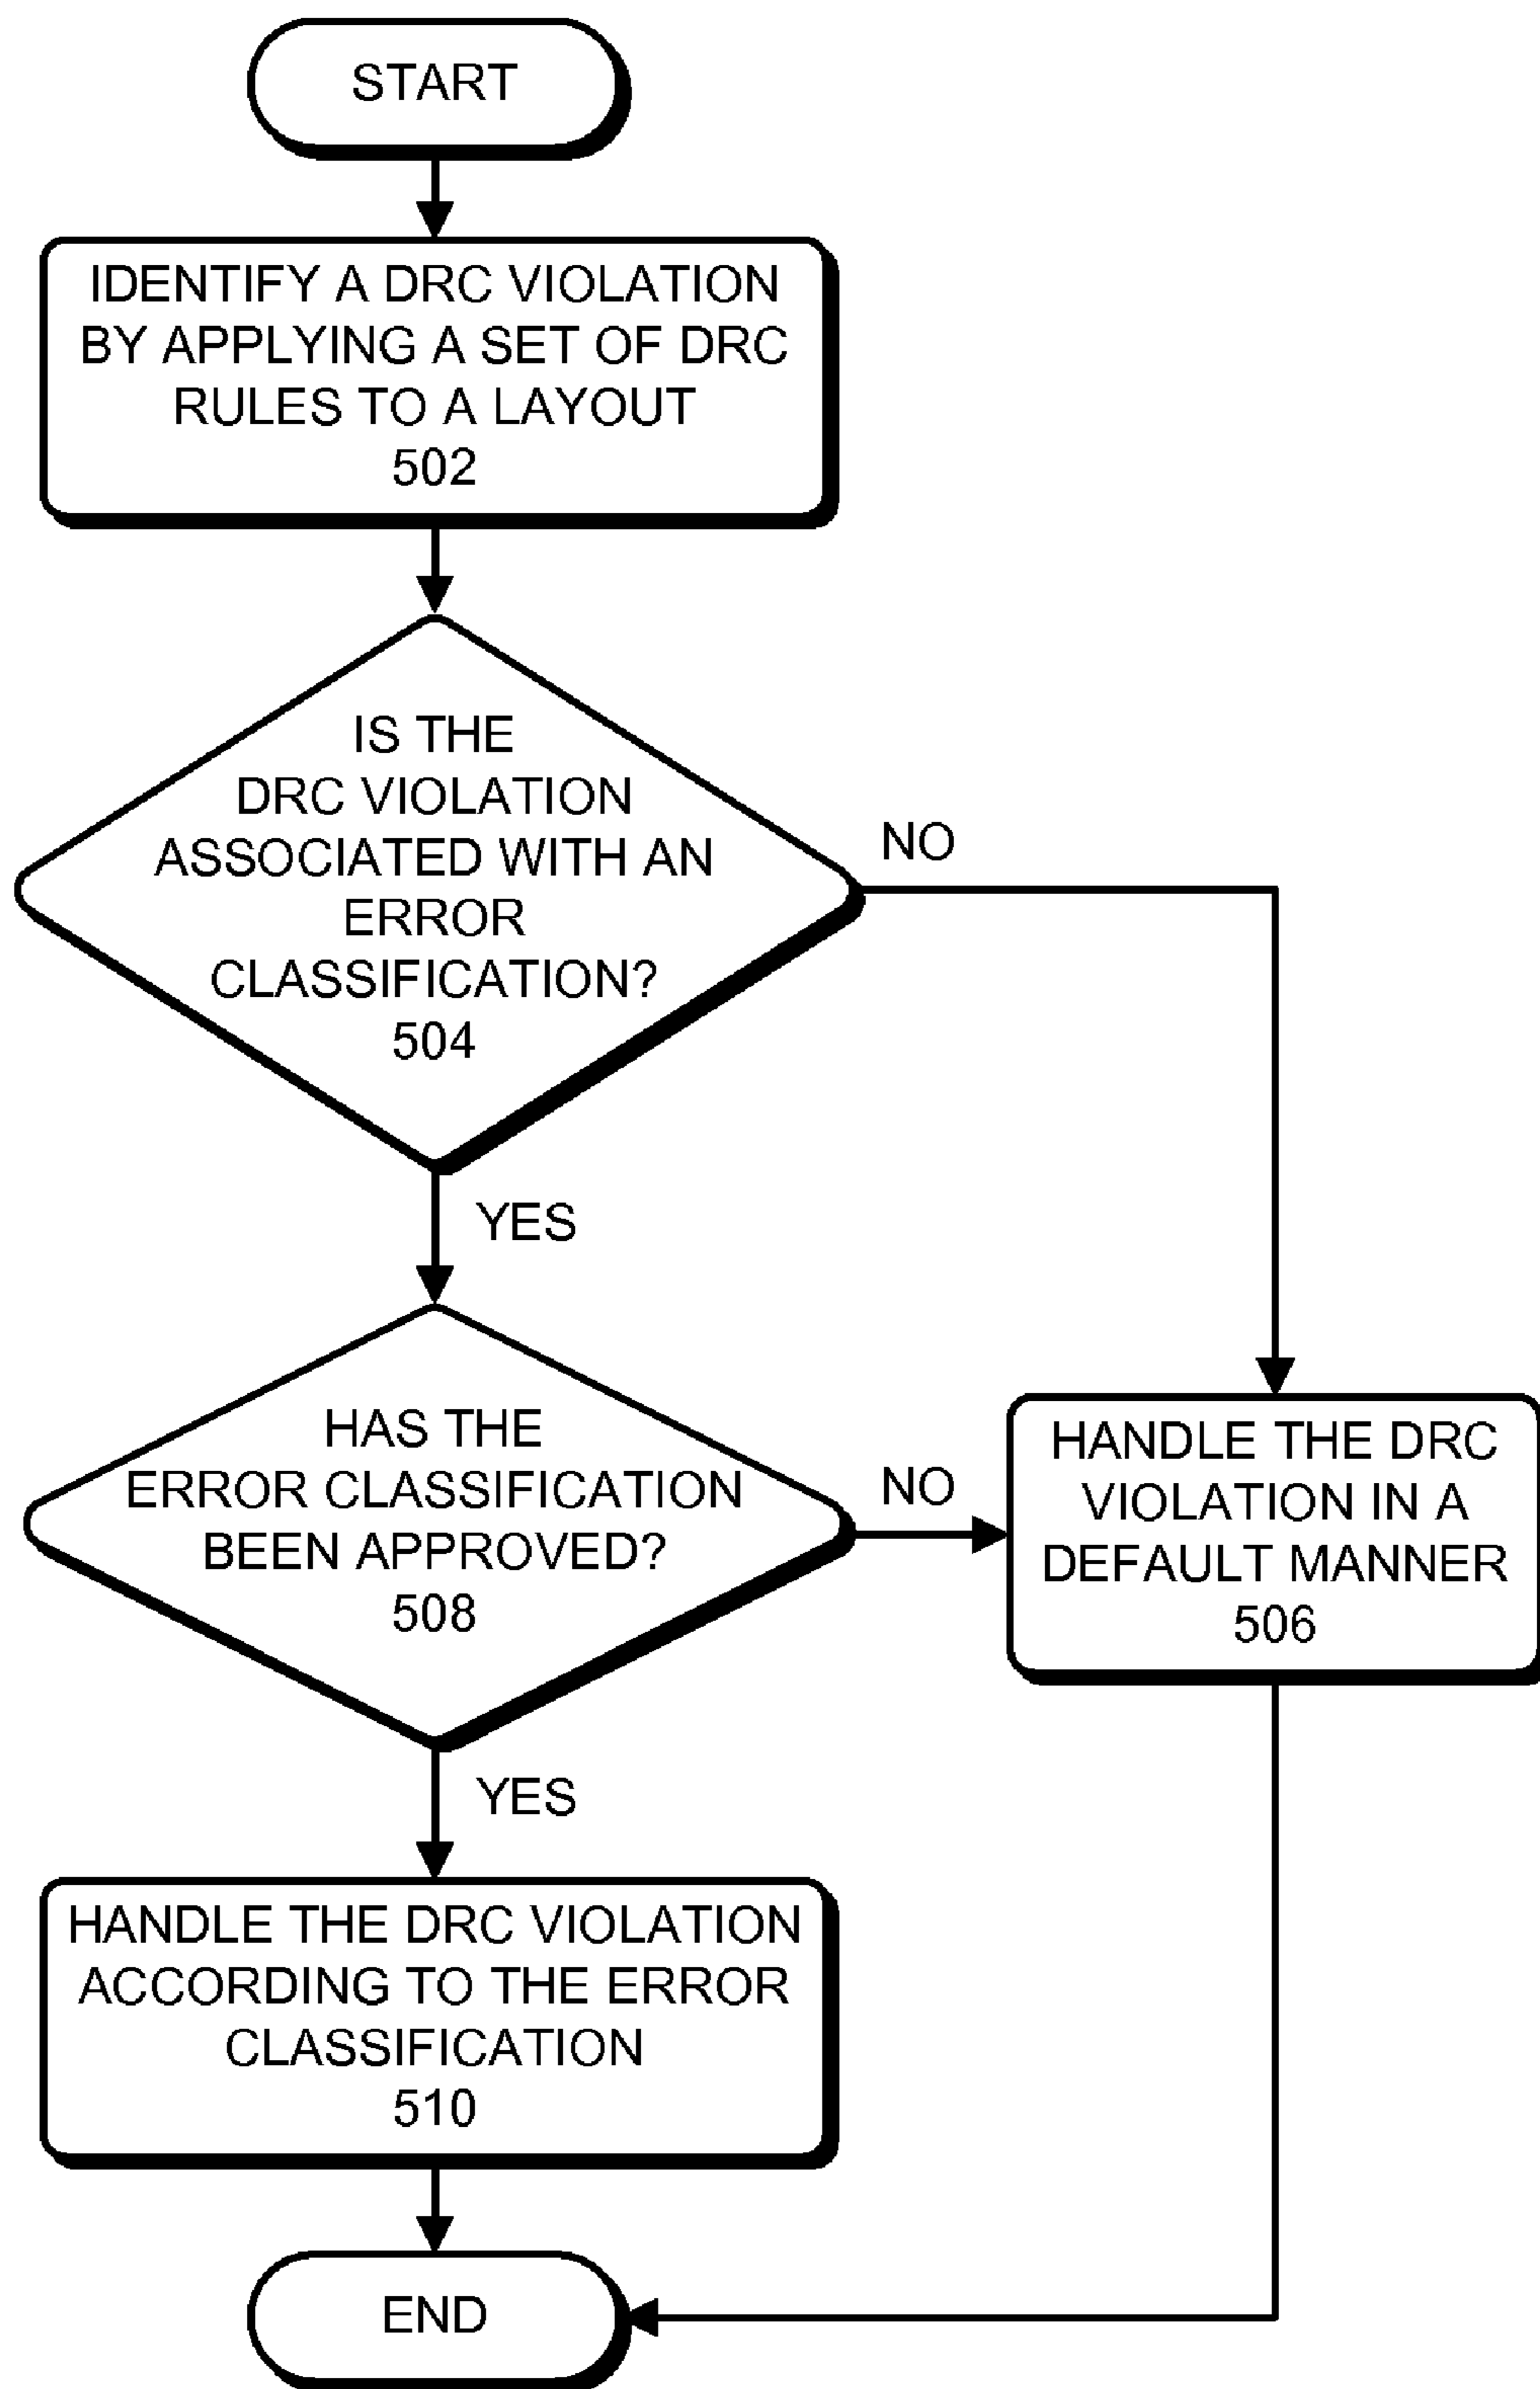 START
IDENTIFY A DRC VIOLATION
BY APPLYING A SET OF DRC
RULES TO A LAYOUT
502
IS THE
DRC VIOLATION
ASSOCIATED WITH AN
ERROR
CLASSIFICATION?
504
NO
YES
HAS THE
ERROR CLASSIFICATION
BEEN APPROVED?
508
NO
HANDLE THE DRC
VIOLATION IN A
DEFAULT MANNER
506
YES
HANDLE THE DRC VIOLATION
ACCORDING TO THE ERROR
CLASSIFICATION
510
END